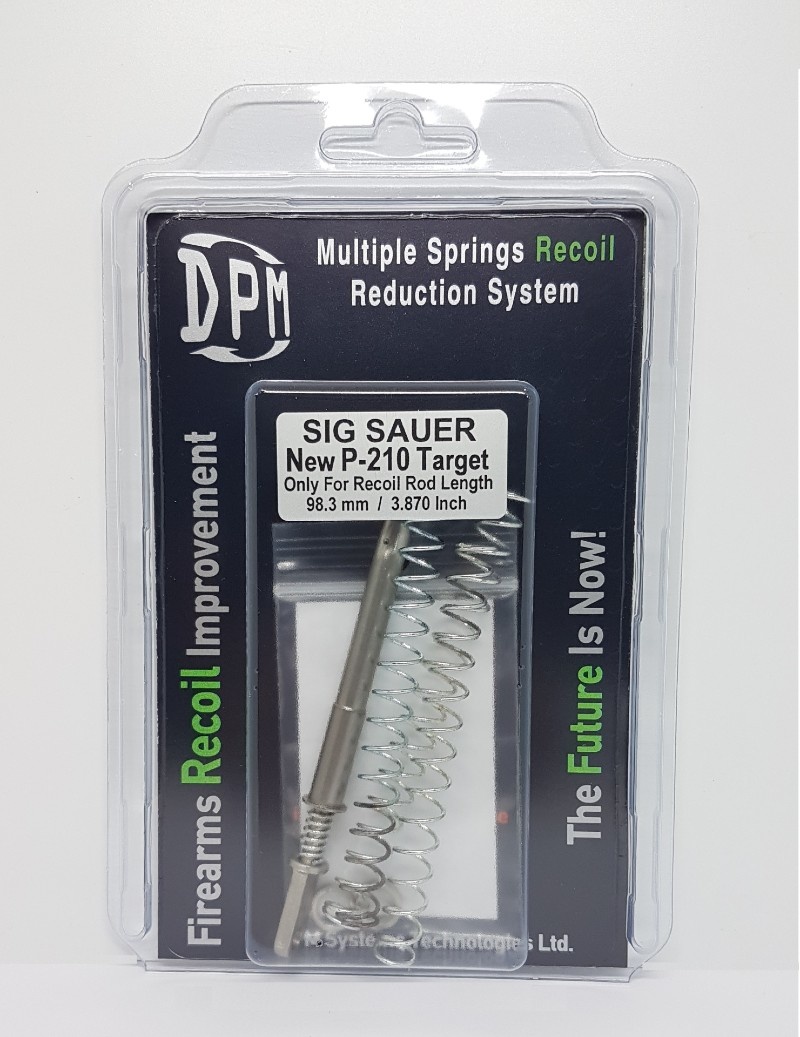 DPM
Multiple Springs Recoil
Reduction System
SIG SAUER
New P-210 Target
Only For Recoil Rod Length
98.3 mm / 3.870 Inch
Firearms Recoil Improvement
The Future Is Now!
Technologies Ltd.